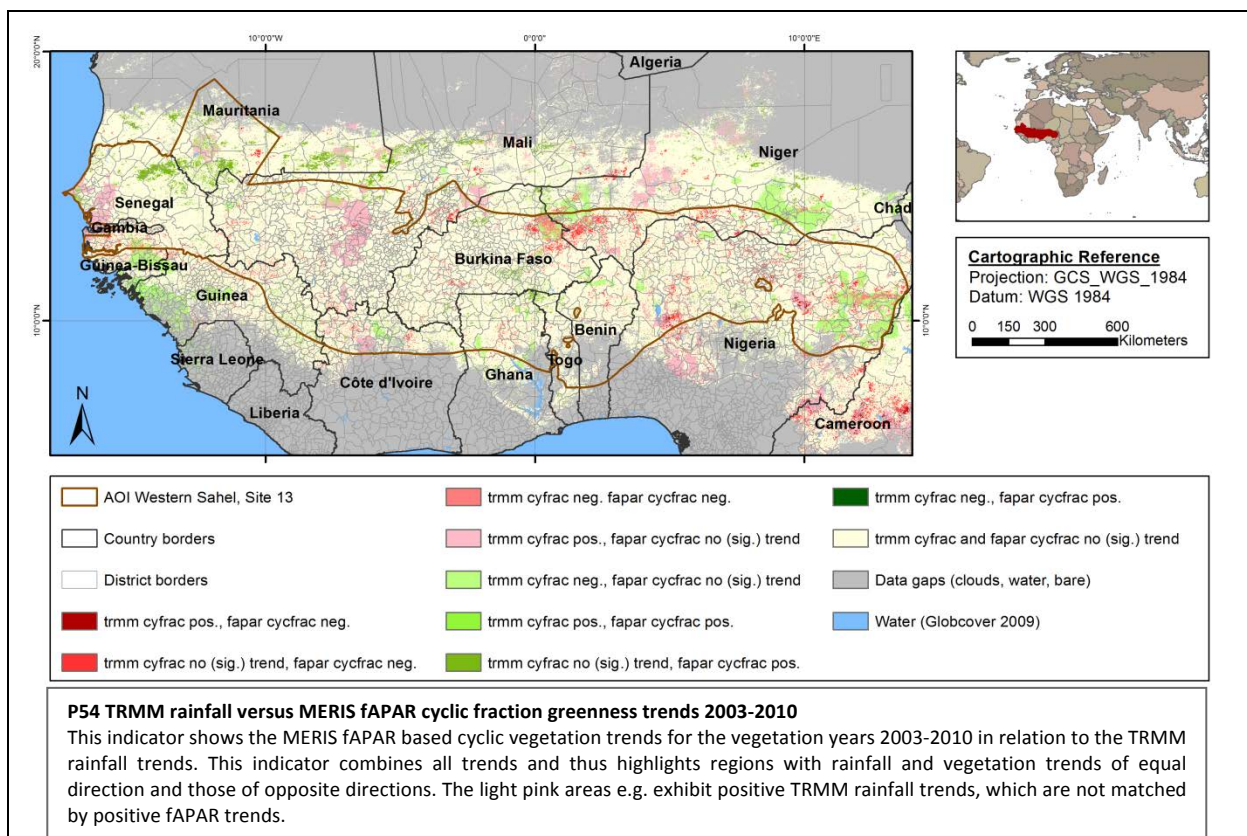 10°0'0"W
0°0'0"
10°0'0"E
20°0'0"N
Algeria
Mauritania
Mali
Niger
Senegal
Chad
Gambia
Guinea-Bissau
Burkina Faso
Guinea
10°0'0"N
10°0'0"N
Benin
Nigeria
Sierra Leone
Togo
Côte d'Ivoire
Ghana
Liberia
Cameroon
N
Cartographic Reference
Projection: GCS_WGS_1984
Datum: WGS 1984
0 150 300 600
Kilometers
AOI Western Sahel, Site 13
Country borders
District borders
trmm cyfrac pos., fapar cycfrac neg.
trmm cyfrac no (sig.) trend, fapar cycfrac neg.
trmm cyfrac neg. fapar cycfrac neg.
trmm cyfrac pos., fapar cycfrac no (sig.) trend
trmm cyfrac neg., fapar cycfrac no (sig.) trend
trmm cyfrac pos., fapar cycfrac pos.
trmm cyfrac no (sig.) trend, fapar cycfrac pos.
trmm cyfrac neg., fapar cycfrac pos.
trmm cyfrac and fapar cycfrac no (sig.) trend
Data gaps (clouds, water, bare)
Water (Globcover 2009)
P54 TRMM rainfall versus MERIS fAPAR cyclic fraction greenness trends 2003-2010
This indicator shows the MERIS fAPAR based cyclic vegetation trends for the vegetation years 2003-2010 in relation to the TRMM
rainfall trends. This indicator combines all trends and thus highlights regions with rainfall and vegetation trends of equal
direction and those of opposite directions. The light pink areas e.g. exhibit positive TRMM rainfall trends, which are not matched
by positive fAPAR trends.